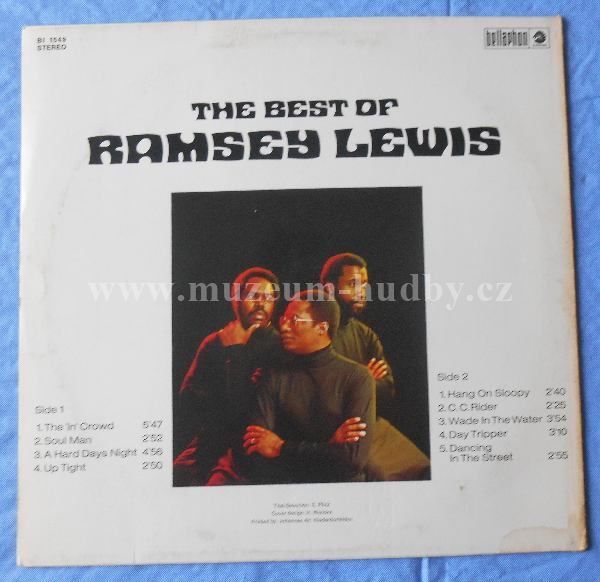 BI 1549
STEREO
bellaphon
THE BEST OF
RAMSEY LEWIS
www.muzeum-hudby.cz
Side 1
1. The 'In' Crowd 5'47
2. Soul Man 2'52
3. A Hard Days Night 4'56
4. Up Tight 2'50
Side 2
1. Hang On Sloopy 2'40
2. C.C. Rider 2'25
3. Wade In The Water 3'54
4. Day Tripper 3'10
5. Dancing
In The Street 2'55